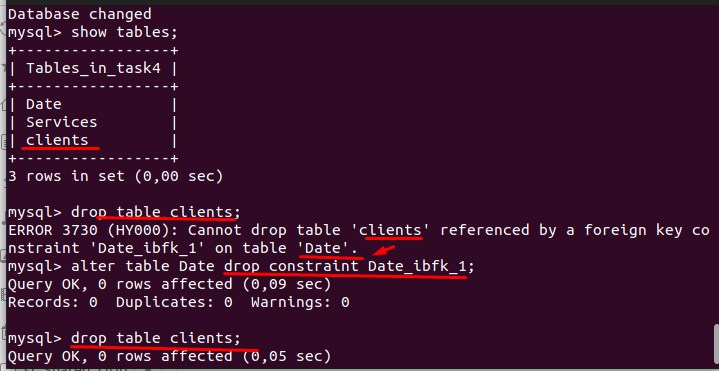 Database changed
mysql> show tables;
+-----------------+
| Tables_in_task4 |
+-----------------+
| Date            |
| Services        |
| clients         |
+-----------------+
3 rows in set (0,00 sec)
mysql> drop table clients;
ERROR 3730 (HY000): Cannot drop table 'clients' referenced by a foreign key co
nstraint 'Date_ibfk_1' on table 'Date'.
mysql> alter table Date drop constraint Date_ibfk_1;
Query OK, 0 rows affected (0,09 sec)
Records: 0  Duplicates: 0  Warnings: 0
mysql> drop table clients;
Query OK, 0 rows affected (0,05 sec)